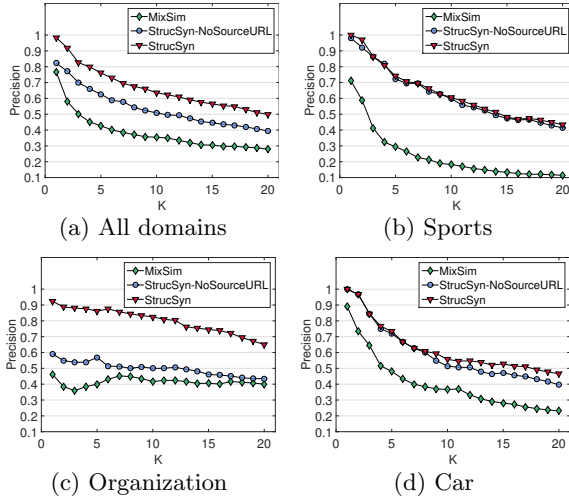 MixSim
StrucSyn-NoSourceURL
StrucSyn
Precision
1
0.9
0.8
0.7
0.6
0.5
0.4
0.3
0.2
0.1
0 5 10 15 20
K
(a) All domains
MixSim
StrucSyn-NoSourceURL
StrucSyn
Precision
1
0.9
0.8
0.7
0.6
0.5
0.4
0.3
0.2
0.1
0 5 10 15 20
K
(b) Sports
MixSim
StrucSyn-NoSourceURL
StrucSyn
Precision
1
0.9
0.8
0.7
0.6
0.5
0.4
0.3
0.2
0.1
0 5 10 15 20
K
(c) Organization
MixSim
StrucSyn-NoSourceURL
StrucSyn
Precision
1
0.9
0.8
0.7
0.6
0.5
0.4
0.3
0.2
0.1
0 5 10 15 20
K
(d) Car